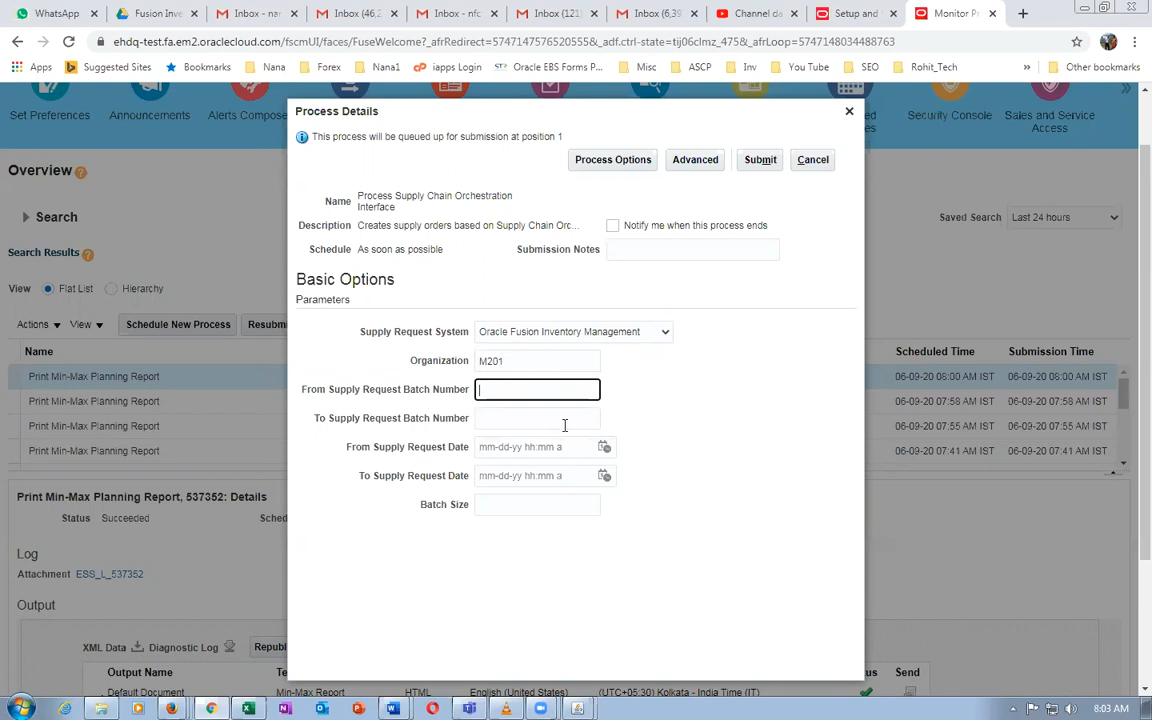 WhatsApp
Fusion Inve
Inbox - nar
Inbox (46,2
Inbox - nfc
Inbox (121)
Inbox (6,39
Channel da
Setup and
Monitor Pr
ehdq-test.fa.em2.oraclecloud.com/fscmUI/faces/FuseWelcome?_afrRedirect=5747147576520555&_adf.ctrl-state=tij06clmz_475&_afrLoop=5747148034488763
Apps
Suggested Sites
Bookmarks
Nana
Forex
Nana1
iapps Login
Oracle EBS Forms P...
Misc
ASCP
Inv
You Tube
SEO
Rohit_Tech
»
Other bookmarks
Set Preferences
Announcements
Alerts Compose
Security Console
Sales and Service
Access
Overview
Search
Saved Search
Last 24 hours
Search Results
View
Flat List
Hierarchy
Actions
View
Schedule New Process
Resubm
Name
Scheduled Time
Submission Time
Print Min-Max Planning Report
06-09-20 08:00 AM IST
06-09-20 08:00 AM IST
Print Min-Max Planning Report
06-09-20 07:58 AM IST
06-09-20 07:58 AM IST
Print Min-Max Planning Report
06-09-20 07:55 AM IST
06-09-20 07:55 AM IST
Print Min-Max Planning Report
06-09-20 07:41 AM IST
06-09-20 07:41 AM IST
Print Min-Max Planning Report, 537352: Details
Status
Succeeded
Sched
Log
Attachment
ESS_L_537352
Output
XML Data
Diagnostic Log
Republi
Output Name
Send
Default Document
Min-Max Report
HTML
English (United States)
(UTC+05:30) Kolkata - India Time (IT)
Process Details
This process will be queued up for submission at position 1
Process Options
Advanced
Submit
Cancel
Name
Process Supply Chain Orchestration
Interface
Description
Creates supply orders based on Supply Chain Orc...
Notify me when this process ends
Schedule
As soon as possible
Submission Notes
Basic Options
Parameters
Supply Request System
Oracle Fusion Inventory Management
Organization
M201
From Supply Request Batch Number
To Supply Request Batch Number
From Supply Request Date
mm-dd-yy hh:mm a
To Supply Request Date
mm-dd-yy hh:mm a
Batch Size
8:03 AM